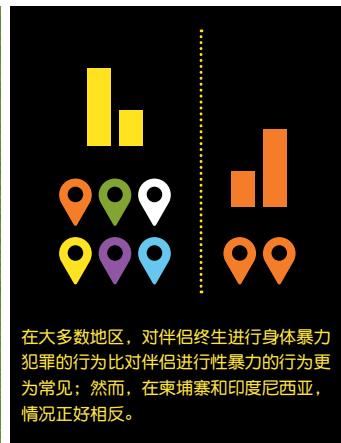 在大多数地区，对伴侣终生进行身体暴力
犯罪的行为比对伴侣进行性暴力的行为更
为常见；然而，在柬埔寨和印度尼西亚，
情况正好相反。